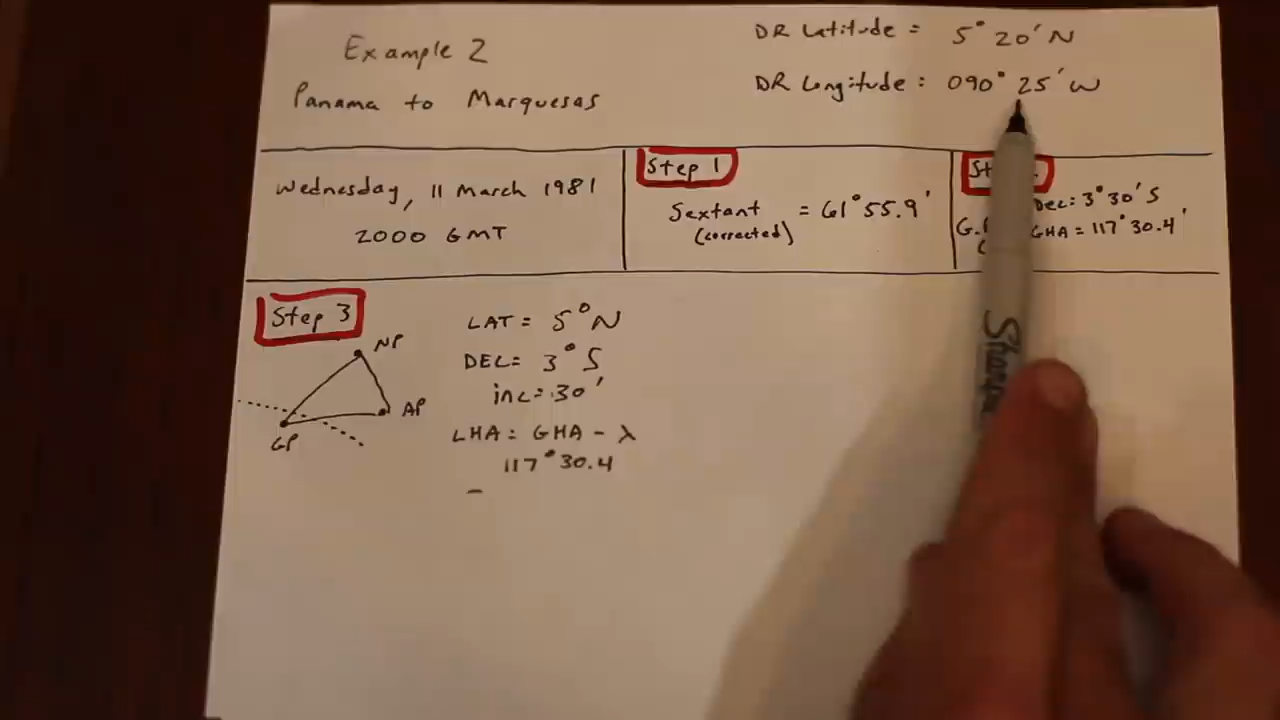 Example 2
Panama to Marquesas
DR Latitude = 5° 20' N
DR Longitude: 090° 25' W
Wednesday, 11 March 1981
2000 GMT
Step 1
Sextant = 61° 55.9'
(corrected)
Dec: 3° 30' S
GHA = 117° 30.4'
Step 3
NP
AP
GP
LAT = 5° N
DEC = 3° S
inc = 30'
LHA = GHA - λ
117° 30.4
-
Sharpie